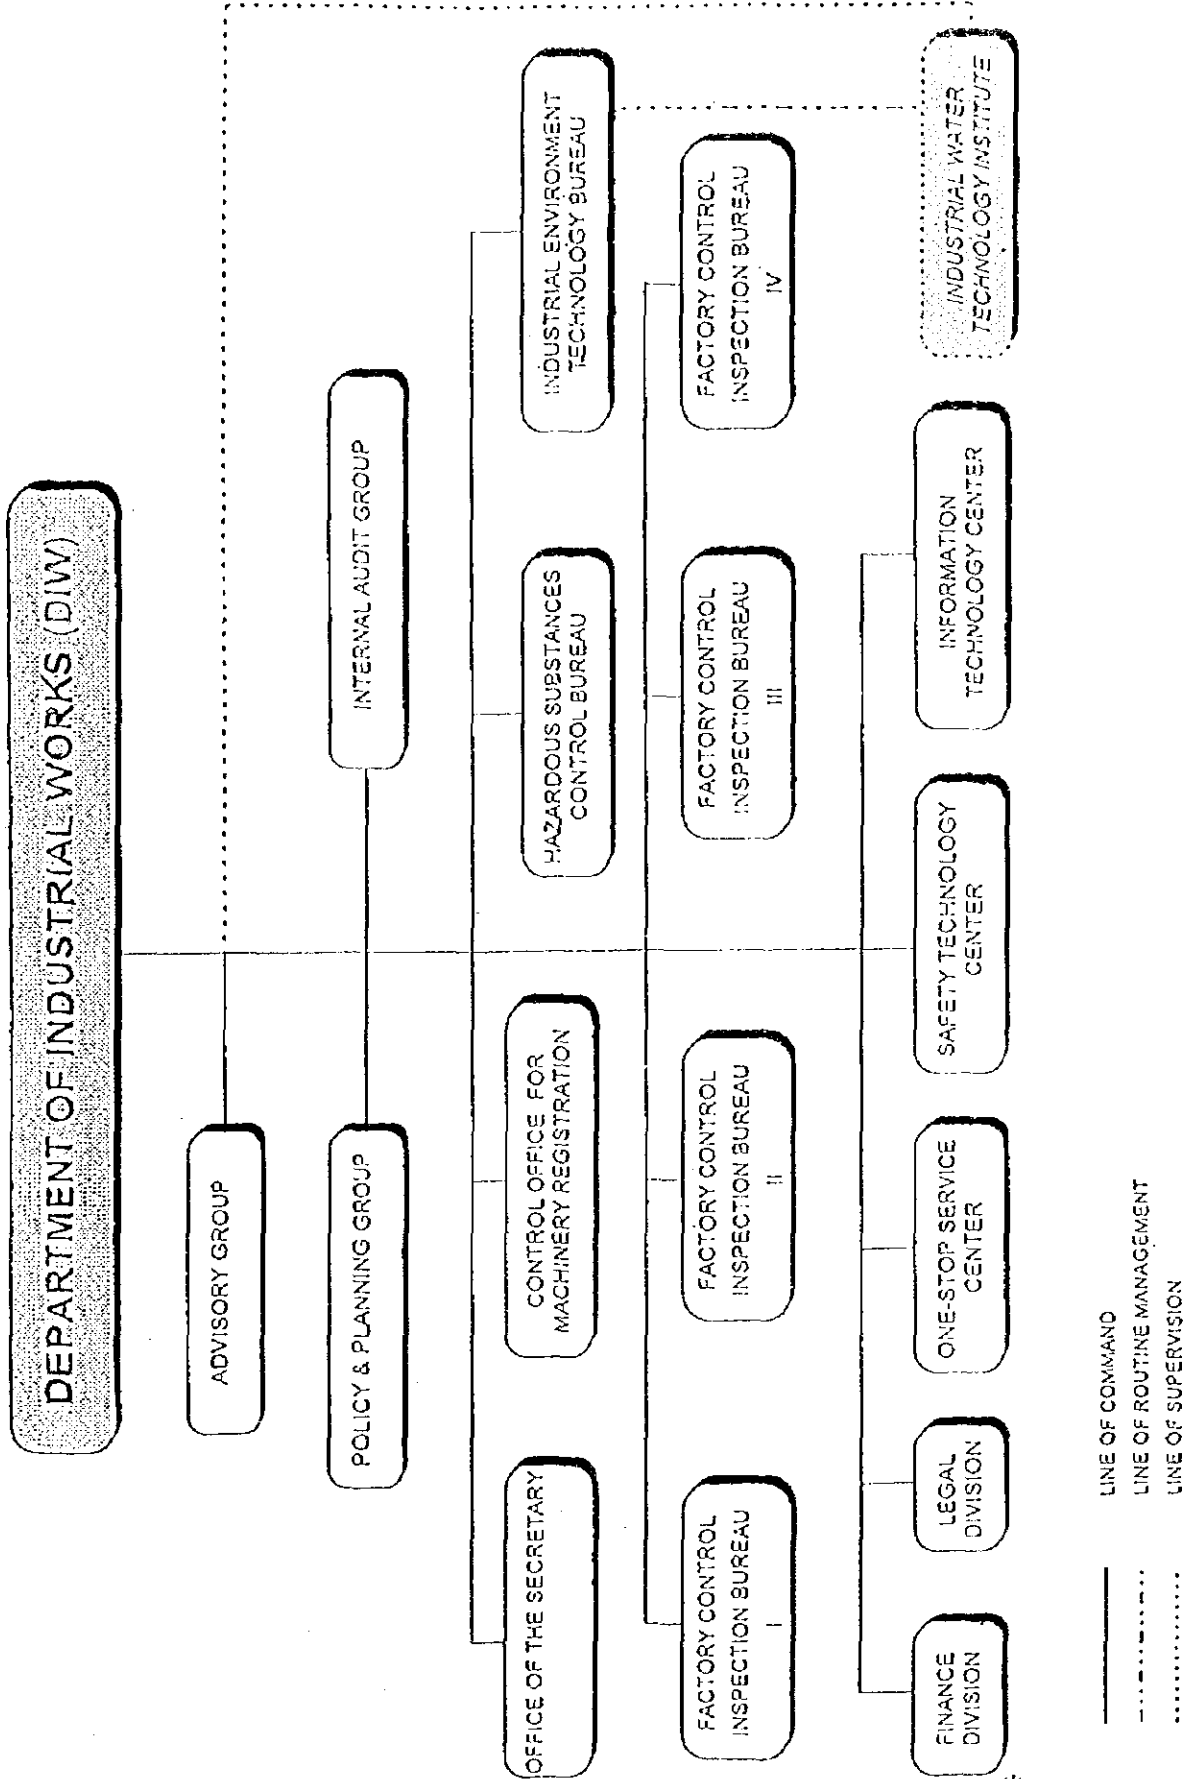 DEPARTMENT OF INDUSTRIAL WORKS (DIW)
ADVISORY GROUP
POLICY & PLANNING GROUP
INTERNAL AUDIT GROUP
OFFICE OF THE SECRETARY
CONTROL OFFICE FOR
MACHINERY REGISTRATION
HAZARDOUS SUBSTANCES
CONTROL BUREAU
INDUSTRIAL ENVIRONMENT
TECHNOLOGY BUREAU
FACTORY CONTROL
INSPECTION BUREAU
I
FACTORY CONTROL
INSPECTION BUREAU
II
FACTORY CONTROL
INSPECTION BUREAU
III
FACTORY CONTROL
INSPECTION BUREAU
IV
FINANCE
DIVISION
LEGAL
DIVISION
ONE-STOP SERVICE
CENTER
SAFETY TECHNOLOGY
CENTER
INFORMATION
TECHNOLOGY CENTER
INDUSTRIAL WATER
TECHNOLOGY INSTITUTE
LINE OF COMMAND
LINE OF ROUTINE MANAGEMENT
LINE OF SUPERVISION